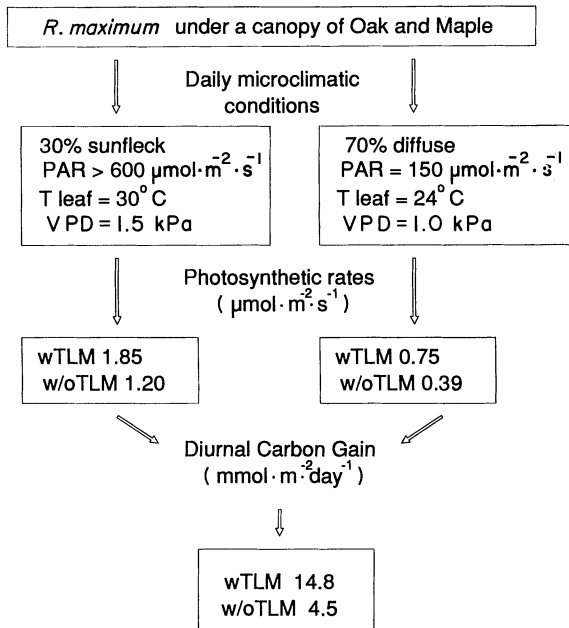 R. maximum under a canopy of Oak and Maple
Daily microclimatic
conditions
30% sunfleck
PAR > 600 μmol·m⁻²·s⁻¹
T leaf = 30° C
VPD = 1.5 kPa
70% diffuse
PAR = 150 μmol·m⁻²·s⁻¹
T leaf = 24° C
VPD = 1.0 kPa
Photosynthetic rates
( μmol·m⁻²s⁻¹)
wTLM 1.85
w/oTLM 1.20
wTLM 0.75
w/oTLM 0.39
Diurnal Carbon Gain
( mmol·m·⁻²day⁻¹)
wTLM 14.8
w/oTLM 4.5